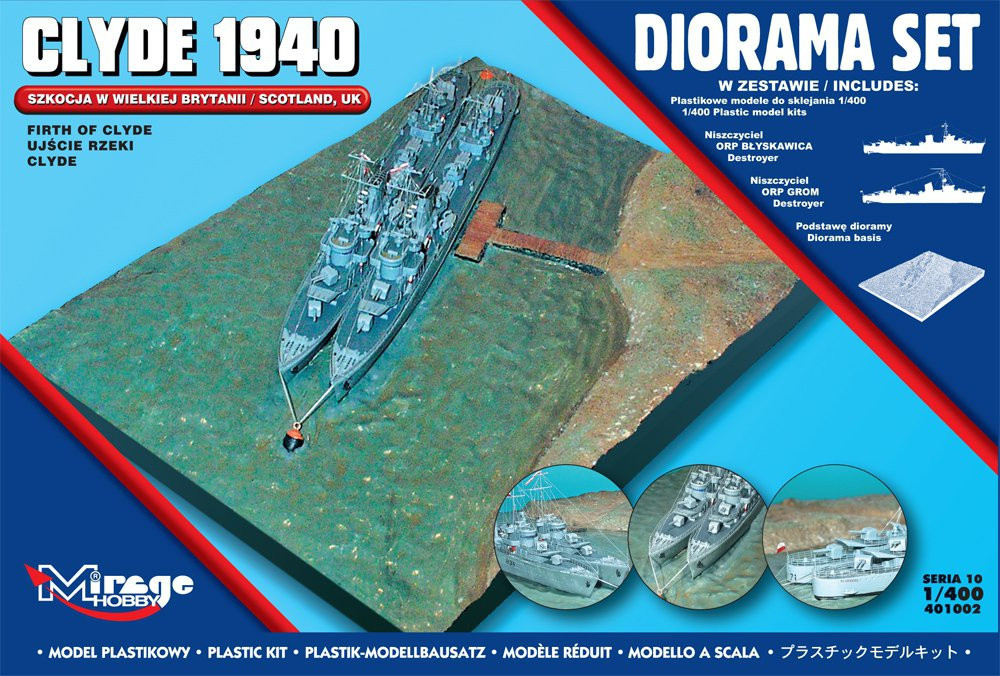 CLYDE 1940
SZKOCJA W WIELKIEJ BRYTANII / SCOTLAND, UK
FIRTH OF CLYDE
UJŚCIE RZEKI
CLYDE
DIORAMA SET
W ZESTAWIE / INCLUDES:
Plastikowe modele do sklejania 1/400
1/400 Plastic model kits
Niszczyciel
ORP BŁYSKAWICA
Destroyer
Niszczyciel
ORP GROM
Destroyer
Podstawę dioramy
Diorama basis
Mirage®
HOBBY
SERIA 10
1/400
401002
• MODEL PLASTIKOWY • PLASTIC KIT • PLASTIK-MODELLBAUSATZ • MODÈLE RÉDUIT • MODELLO A SCALA • プラスチックモデルキット •